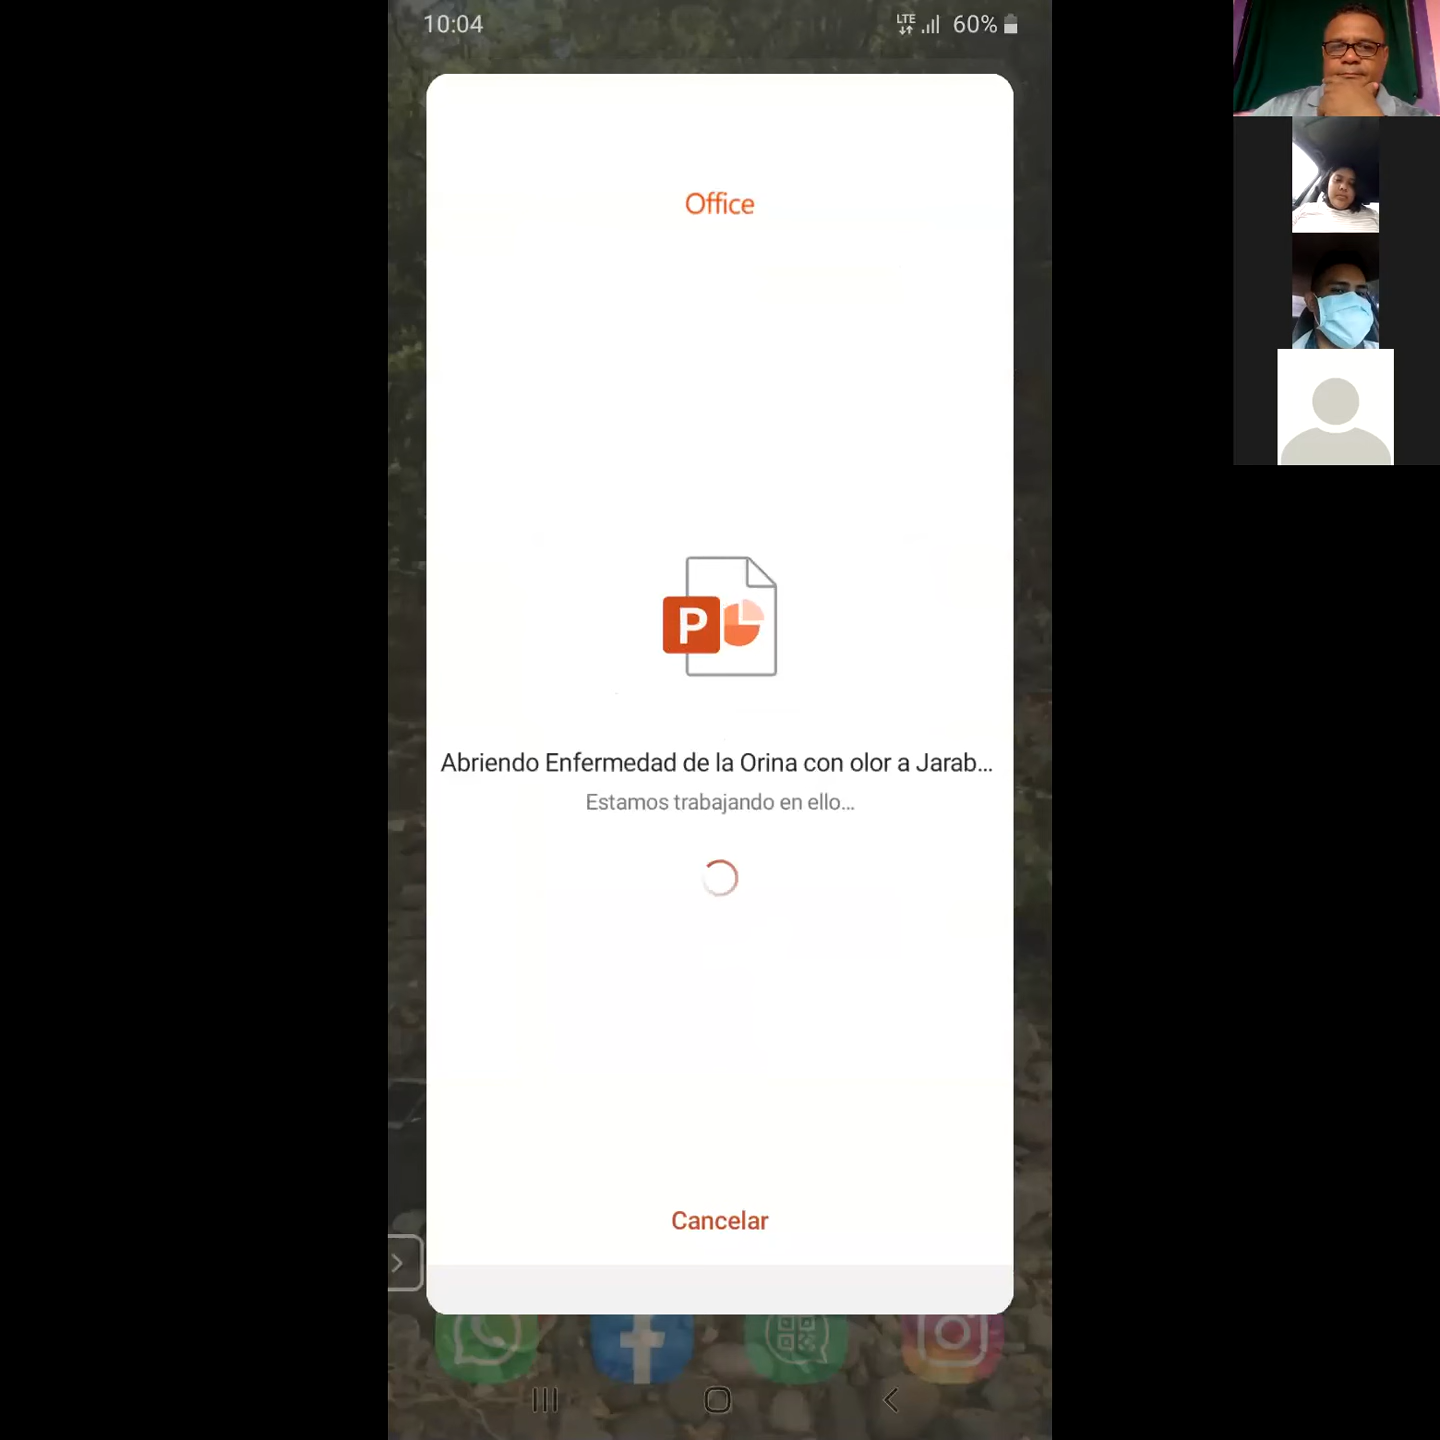 10:04
LTE 60%
Office
P
Abriendo Enfermedad de la Orina con olor a Jarab...
Estamos trabajando en ello...
Cancelar